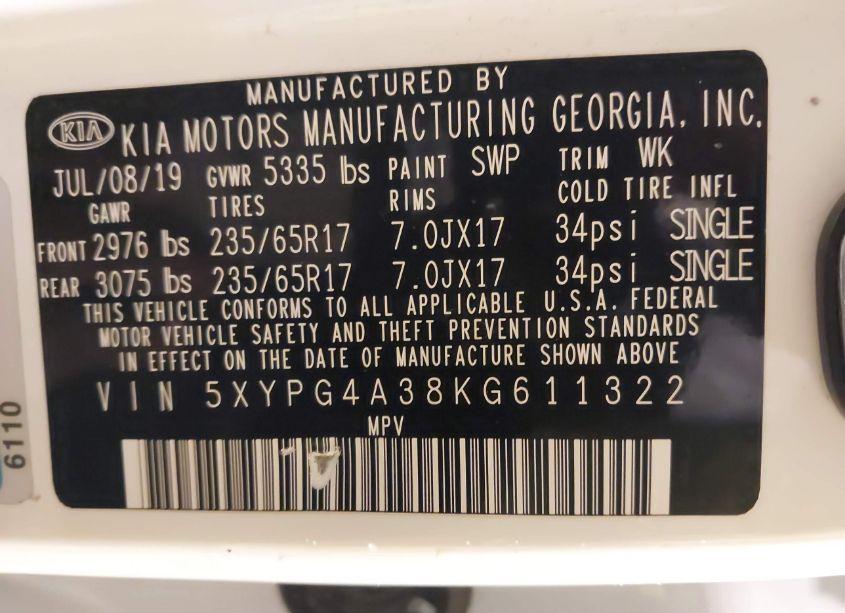 MANUFACTURED BY
KIA KIA MOTORS MANUFACTURING GEORGIA, INC.
JUL/08/19 GVWR 5335 lbs PAINT SWP TRIM WK
GAWR TIRES RIMS COLD TIRE INFL
FRONT 2976 lbs 235/65R17 7.0JX17 34psi SINGLE
REAR 3075 lbs 235/65R17 7.0JX17 34psi SINGLE
THIS VEHICLE CONFORMS TO ALL APPLICABLE U.S.A. FEDERAL
MOTOR VEHICLE SAFETY AND THEFT PREVENTION STANDARDS
IN EFFECT ON THE DATE OF MANUFACTURE SHOWN ABOVE
VIN 5XYPG4A38KG611322
MPV
6110